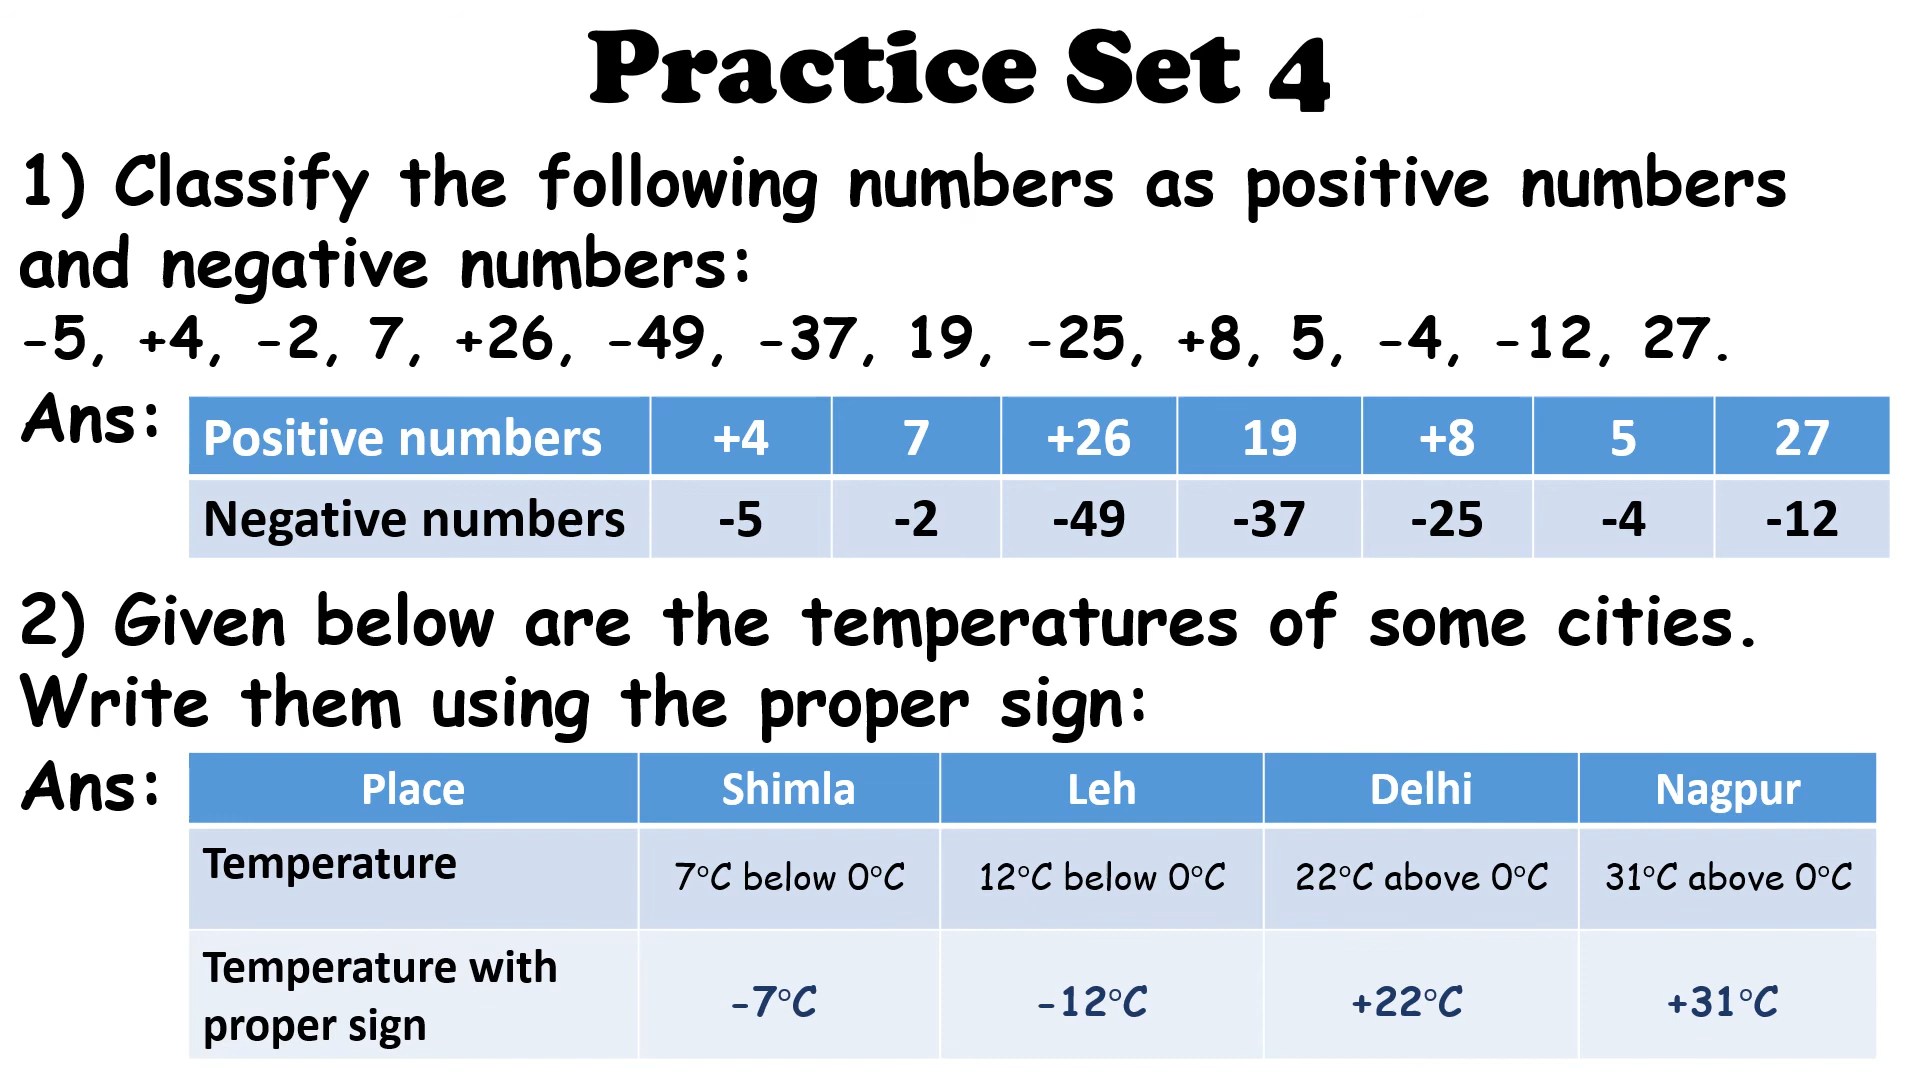 Practice Set 4
1) Classify the following numbers as positive numbers
and negative numbers:
-5, +4, -2, 7, +26, -49, -37, 19, -25, +8, 5, -4, -12, 27.
Ans:
Positive numbers +4 7 +26 19 +8 5 27
Negative numbers -5 -2 -49 -37 -25 -4 -12
2) Given below are the temperatures of some cities.
Write them using the proper sign:
Ans:
Place Shimla Leh Delhi Nagpur
Temperature 7°C below 0°C 12°C below 0°C 22°C above 0°C 31°C above 0°C
Temperature with
proper sign -7°C -12°C +22°C +31°C